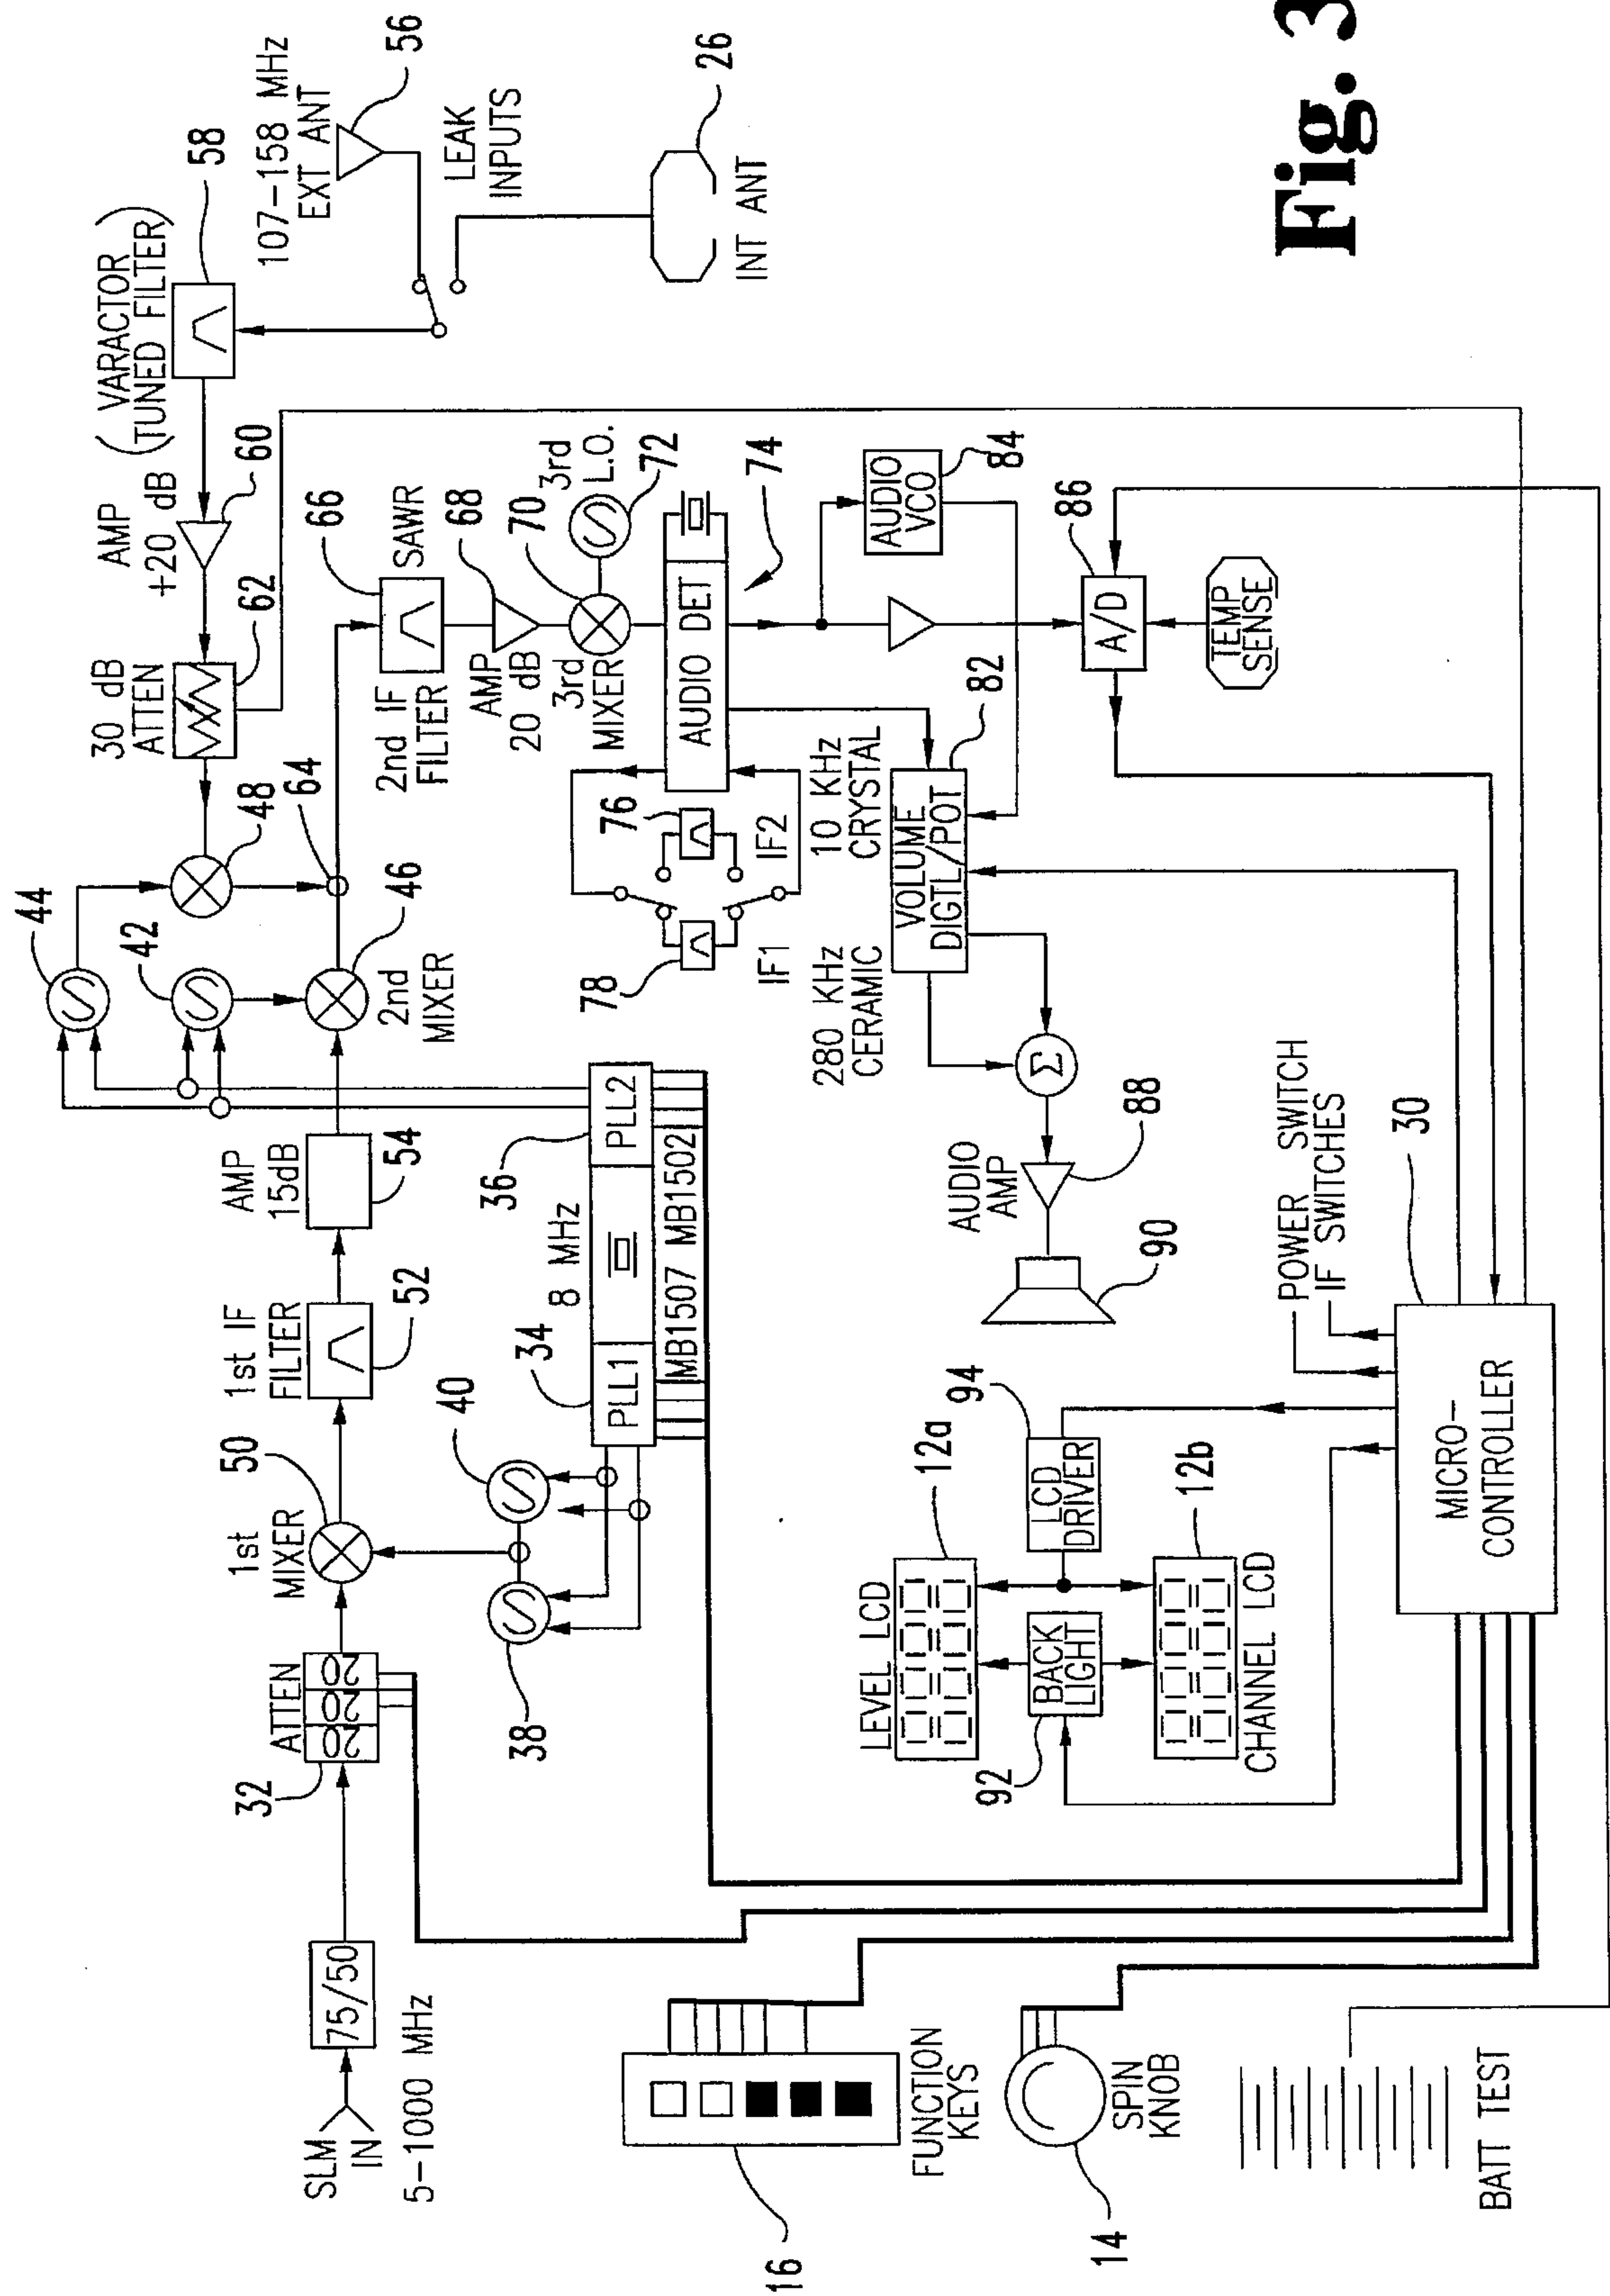 SLM
IN
5-1000 MHz
75/50
32
ATTEN
20 20 20
1st
MIXER
50
1st IF
FILTER
52
AMP
15dB
54
44
42
2nd
MIXER
46
48
64
30 dB
ATTEN
62
AMP
+20 dB
60
(VARACTOR
TUNED FILTER)
58
107-158 MHz
EXT ANT
56
LEAK
INPUTS
26
INT ANT
38
40
34
PLL1
8 MHz
36
PLL2
MB1507 MB1502
2nd IF
FILTER
66
SAWR
AMP
20 dB
68
3rd
MIXER
70
3rd
L.O.
72
AUDIO DET
74
78
76
IF1
IF2
280 KHz
CERAMIC
10 KHz
CRYSTAL
VOLUME
DIGTL/POT
82
AUDIO
VCO
84
A/D
86
TEMP
SENSE
Σ
AUDIO
AMP
88
90
LEVEL LCD
12a
LCD
DRIVER
94
BACK
LIGHT
92
12b
CHANNEL LCD
POWER SWITCH
IF SWITCHES
30
MICRO-
CONTROLLER
16
FUNCTION
KEYS
14
SPIN
KNOB
BATT TEST
Fig. 3